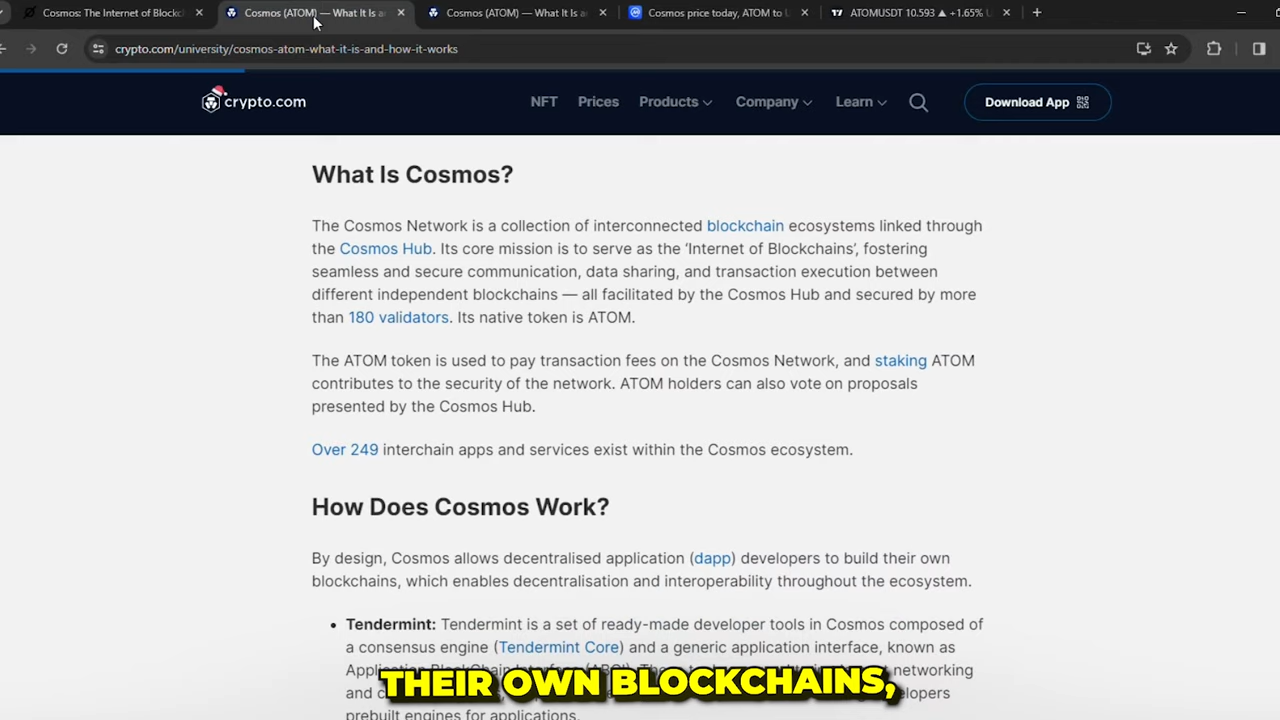 Cosmos: The Internet of Blockch
Cosmos (ATOM) — What It Is a
Cosmos (ATOM) — What It Is a
Cosmos price today, ATOM to U
ATOMUSDT 10.593 ▲ +1.65% U
crypto.com/university/cosmos-atom-what-it-is-and-how-it-works
crypto.com
NFT
Prices
Products
Company
Learn
Download App
What Is Cosmos?
The Cosmos Network is a collection of interconnected blockchain ecosystems linked through
the Cosmos Hub. Its core mission is to serve as the ‘Internet of Blockchains’, fostering
seamless and secure communication, data sharing, and transaction execution between
different independent blockchains — all facilitated by the Cosmos Hub and secured by more
than 180 validators. Its native token is ATOM.
The ATOM token is used to pay transaction fees on the Cosmos Network, and staking ATOM
contributes to the security of the network. ATOM holders can also vote on proposals
presented by the Cosmos Hub.
Over 249 interchain apps and services exist within the Cosmos ecosystem.
How Does Cosmos Work?
By design, Cosmos allows decentralised application (dapp) developers to build their own
blockchains, which enables decentralisation and interoperability throughout the ecosystem.
• Tendermint: Tendermint is a set of ready-made developer tools in Cosmos composed of
a consensus engine (Tendermint Core) and a generic application interface, known as
Application BlockChain
networking
and
developers
prebuilt engines for applications.
THEIR OWN BLOCKCHAINS,